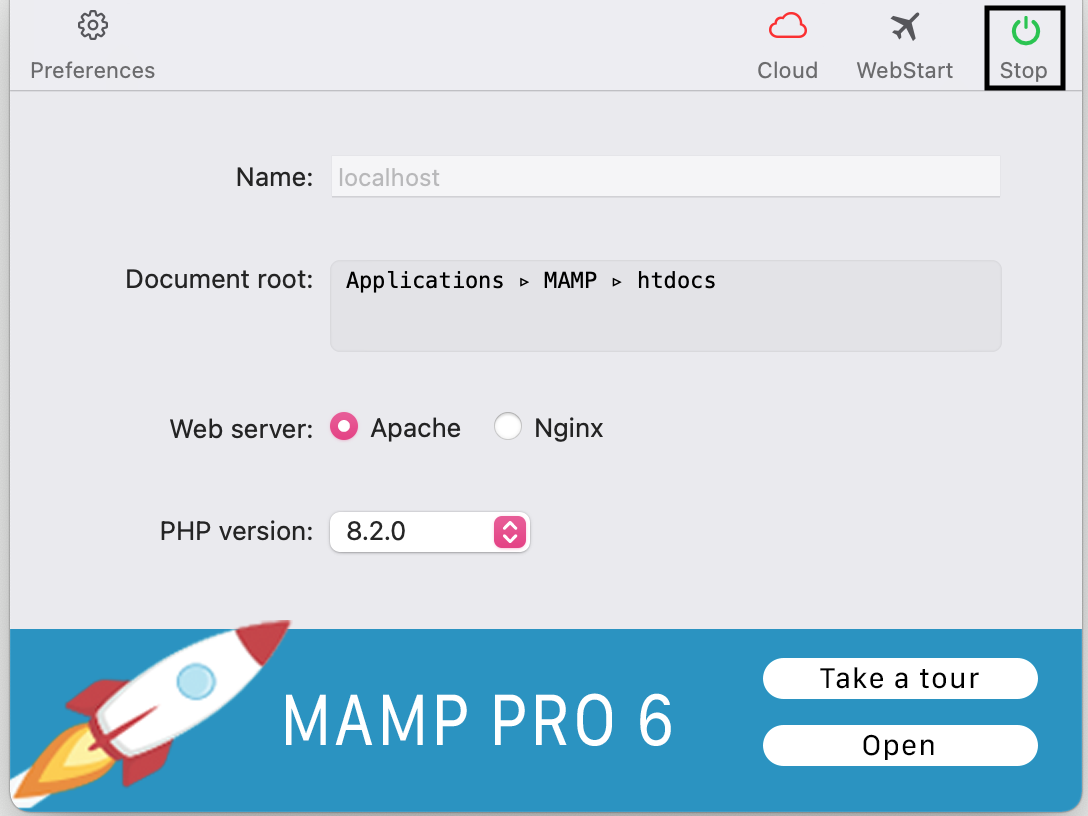 Preferences
Cloud
WebStart
Stop
Name: localhost
Document root: Applications ▹ MAMP ▹ htdocs
Web server: Apache Nginx
PHP version: 8.2.0
MAMP PRO 6
Take a tour
Open